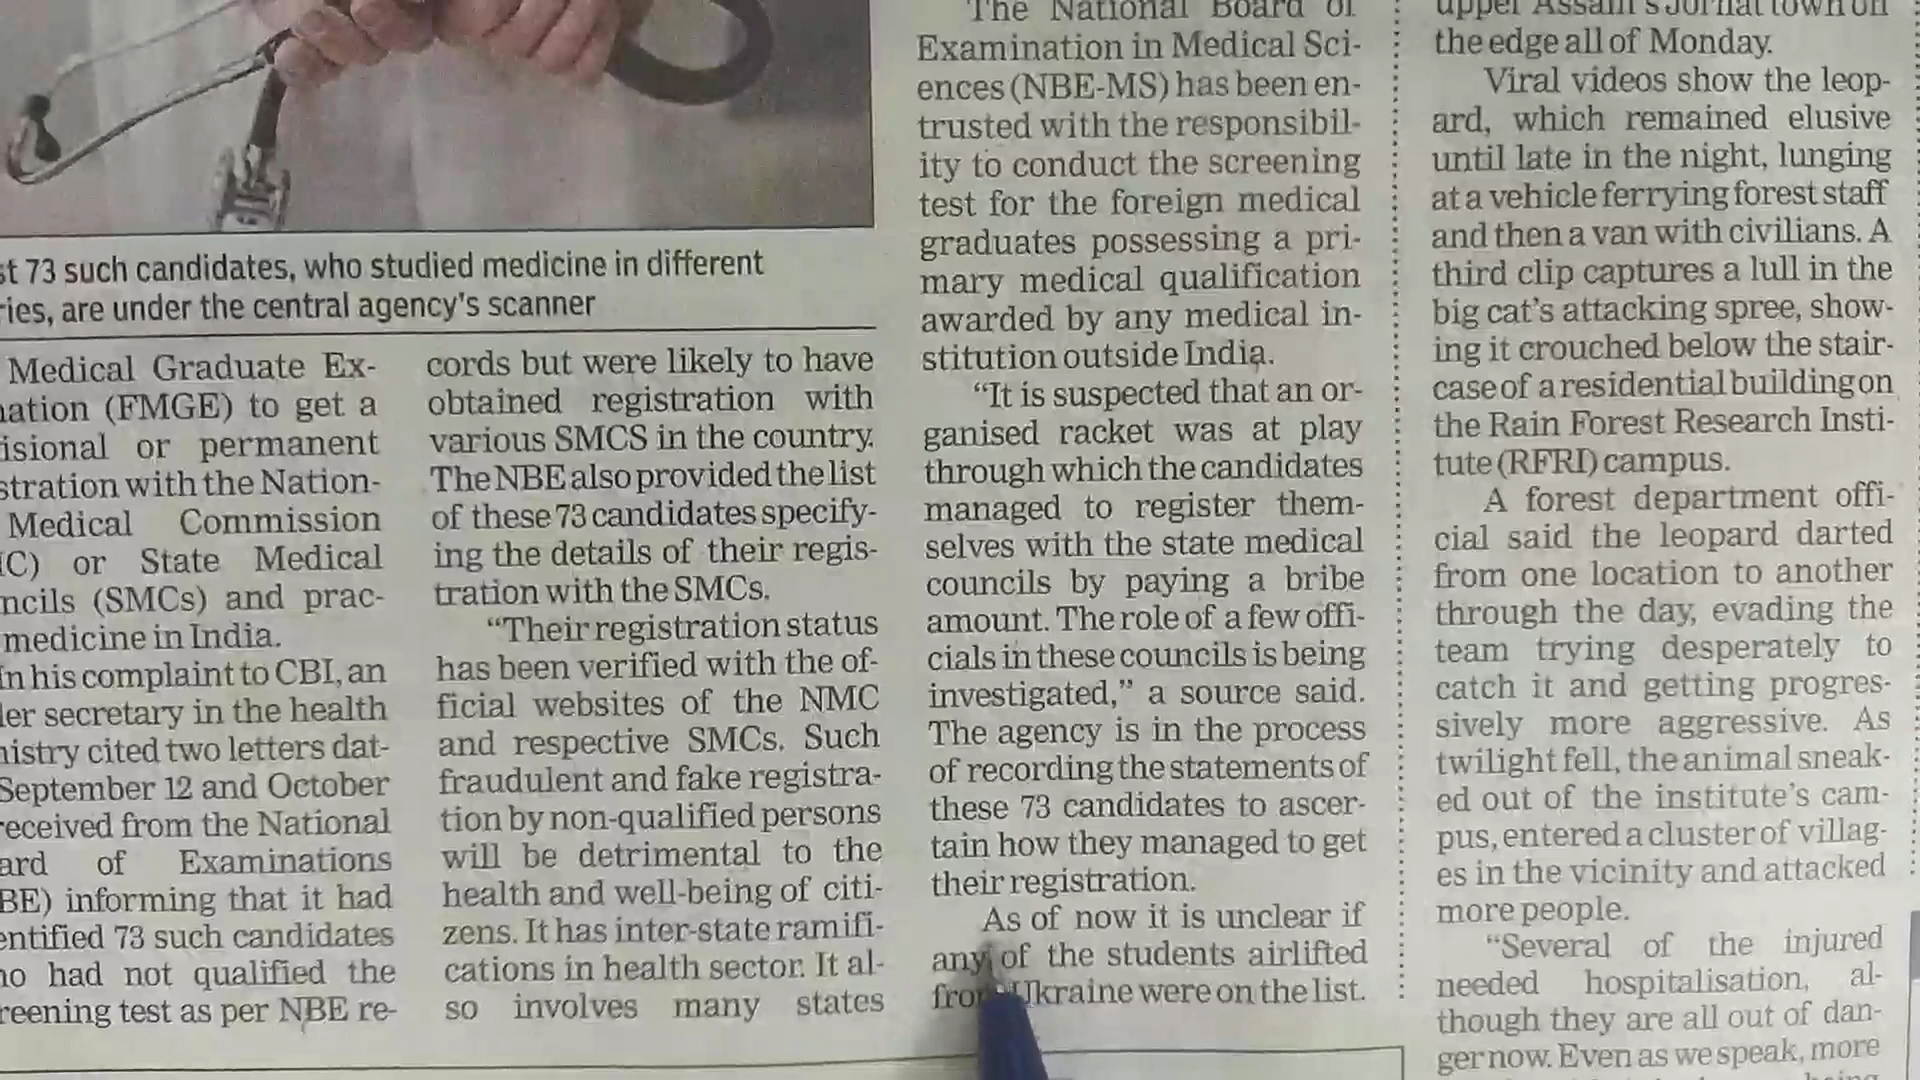 st 73 such candidates, who studied medicine in different
ries, are under the central agency's scanner
Medical Graduate Ex-
ation (FMGE) to get a
isional or permanent
stration with the Nation-
Medical Commission
C) or State Medical
ncils (SMCs) and prac-
medicine in India.
In his complaint to CBI, an
er secretary in the health
nistry cited two letters dat-
September 12 and October
received from the National
ard of Examinations
BE) informing that it had
entified 73 such candidates
ho had not qualified the
reening test as per NBE re-
cords but were likely to have
obtained registration with
various SMCS in the country.
The NBE also provided the list
of these 73 candidates specify-
ing the details of their regis-
tration with the SMCs.
“Their registration status
has been verified with the of-
ficial websites of the NMC
and respective SMCs. Such
fraudulent and fake registra-
tion by non-qualified persons
will be detrimental to the
health and well-being of citi-
zens. It has inter-state ramifi-
cations in health sector. It al-
so involves many states
The National Board of
Examination in Medical Sci-
ences (NBE-MS) has been en-
trusted with the responsibil-
ity to conduct the screening
test for the foreign medical
graduates possessing a pri-
mary medical qualification
awarded by any medical in-
stitution outside India.
“It is suspected that an or-
ganised racket was at play
through which the candidates
managed to register them-
selves with the state medical
councils by paying a bribe
amount. The role of a few offi-
cials in these councils is being
investigated,” a source said.
The agency is in the process
of recording the statements of
these 73 candidates to ascer-
tain how they managed to get
their registration.
As of now it is unclear if
any of the students airlifted
from Ukraine were on the list.
upper Assam's Jorhat town on
the edge all of Monday.
Viral videos show the leop-
ard, which remained elusive
until late in the night, lunging
at a vehicle ferrying forest staff
and then a van with civilians. A
third clip captures a lull in the
big cat's attacking spree, show-
ing it crouched below the stair-
case of a residential building on
the Rain Forest Research Insti-
tute (RFRI) campus.
A forest department offi-
cial said the leopard darted
from one location to another
through the day, evading the
team trying desperately to
catch it and getting progres-
sively more aggressive. As
twilight fell, the animal sneak-
ed out of the institute's cam-
pus, entered a cluster of villag-
es in the vicinity and attacked
more people.
“Several of the injured
needed hospitalisation, al-
though they are all out of dan-
ger now. Even as we speak, more